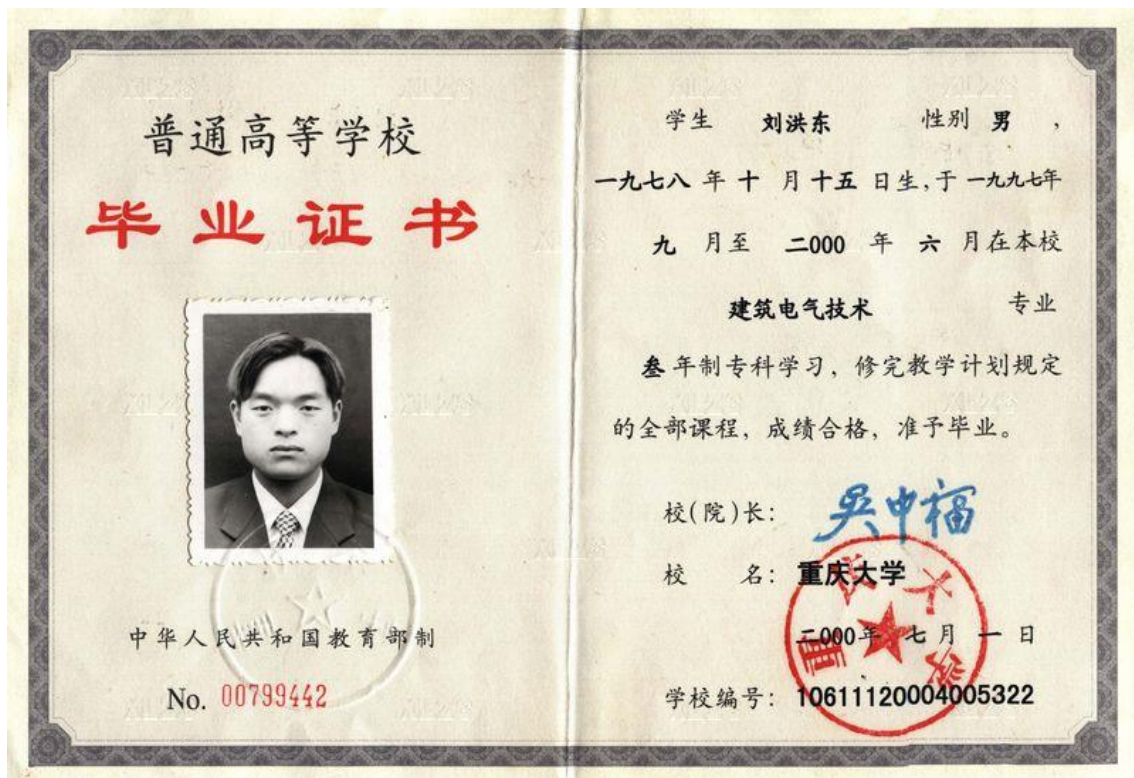 普通高等学校
毕业证书
中华人民共和国教育部制
No. 00799442
学生 刘洪东 性别 男 ，
一九七八 年 十 月 十五 日生,于 一九九七年
九 月至 二000 年 六 月在本校
建筑电气技术 专业
叁 年制专科学习，修完教学计划规定
的全部课程，成绩合格，准予毕业。
校(院)长: 吴中福
校 名: 重庆大学
二000年 七 月 一 日
学校编号: 10611120004005322
重庆大学